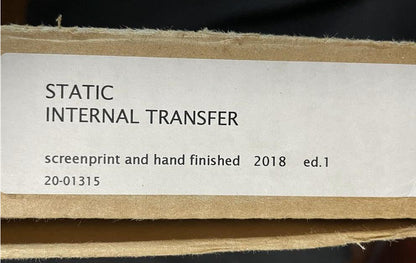 STATIC
INTERNAL TRANSFER
screenprint and hand finished 2018 ed.1
20-01315